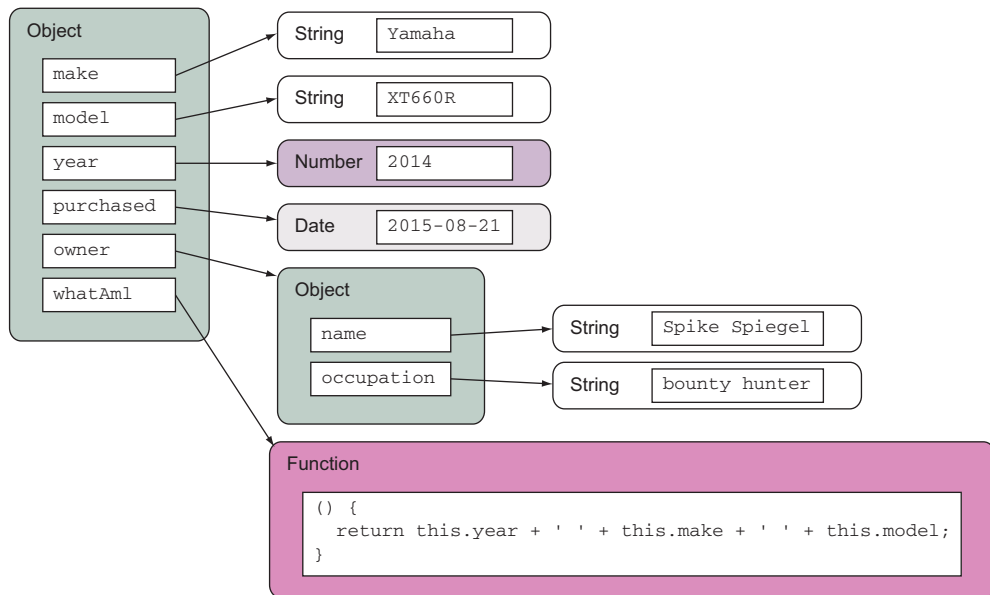 Object
make
model
year
purchased
owner
whatAmI
String
Yamaha
String
XT660R
Number
2014
Date
2015-08-21
Object
name
occupation
String
Spike Spiegel
String
bounty hunter
Function
() {
return this.year + ' ' + this.make + ' ' + this.model;
}